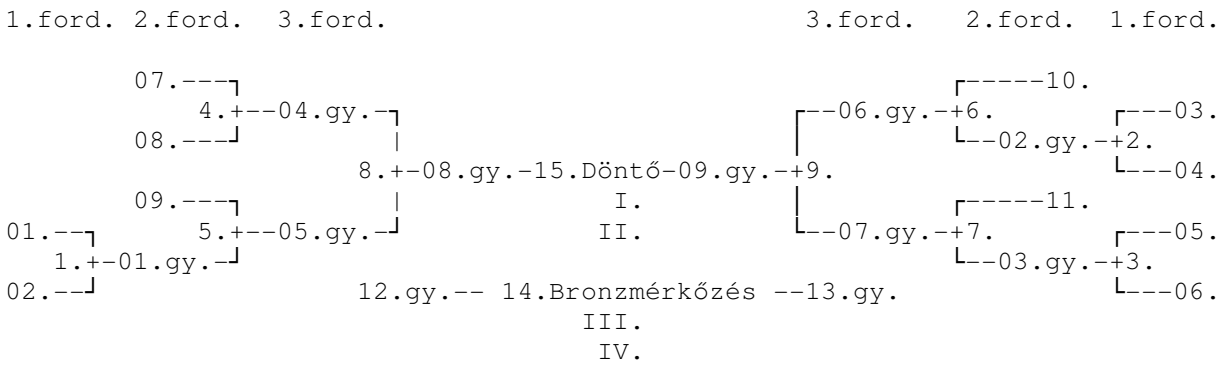 1.ford. 2.ford. 3.ford. 3.ford. 2.ford. 1.ford.
07.---┐ ┌-----10.
4.+--04.gy.-┐ ┌--06.gy.-+6. ┌---03.
08.---┘ | │ └--02.gy.-+2.
8.+-08.gy.-15.Döntő-09.gy.-+9. └---04.
09.---┐ | I. │ ┌-----11.
01.--┐ 5.+--05.gy.-┘ II. └--07.gy.-+7. ┌---05.
1.+-01.gy.-┘ └--03.gy.-+3.
02.--┘ 12.gy.-- 14.Bronzmérkőzés --13.gy. └---06.
III.
IV.